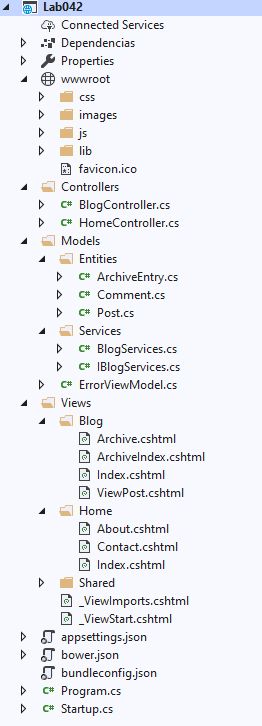 Lab042
Connected Services
Dependencias
Properties
wwwroot
css
images
js
lib
favicon.ico
Controllers
C# BlogController.cs
C# HomeController.cs
Models
Entities
C# ArchiveEntry.cs
C# Comment.cs
C# Post.cs
Services
C# BlogServices.cs
C# IBlogServices.cs
C# ErrorViewModel.cs
Views
Blog
Archive.cshtml
ArchiveIndex.cshtml
Index.cshtml
ViewPost.cshtml
Home
About.cshtml
Contact.cshtml
Index.cshtml
Shared
_ViewImports.cshtml
_ViewStart.cshtml
appsettings.json
bower.json
bundleconfig.json
C# Program.cs
C# Startup.cs